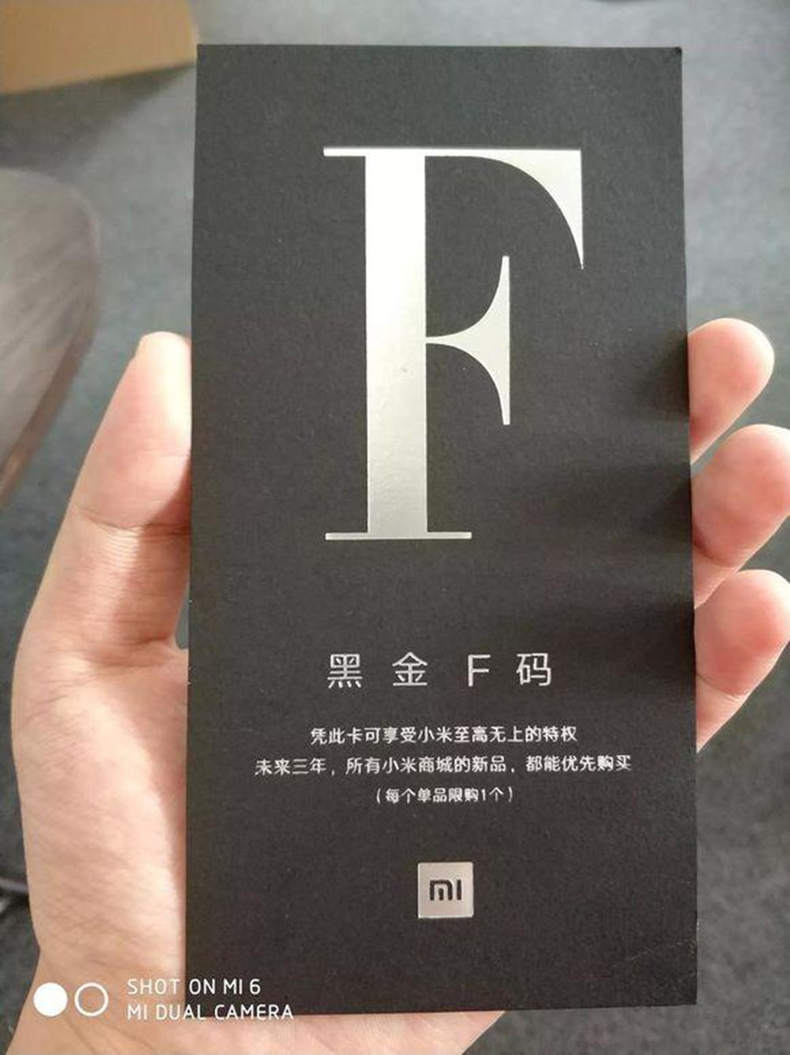 F
黑金F码
凭此卡可享受小米至高无上的特权
未来三年，所有小米商城的新品，都能优先购买
（每个单品限购1个）
mi
SHOT ON MI 6
MI DUAL CAMERA